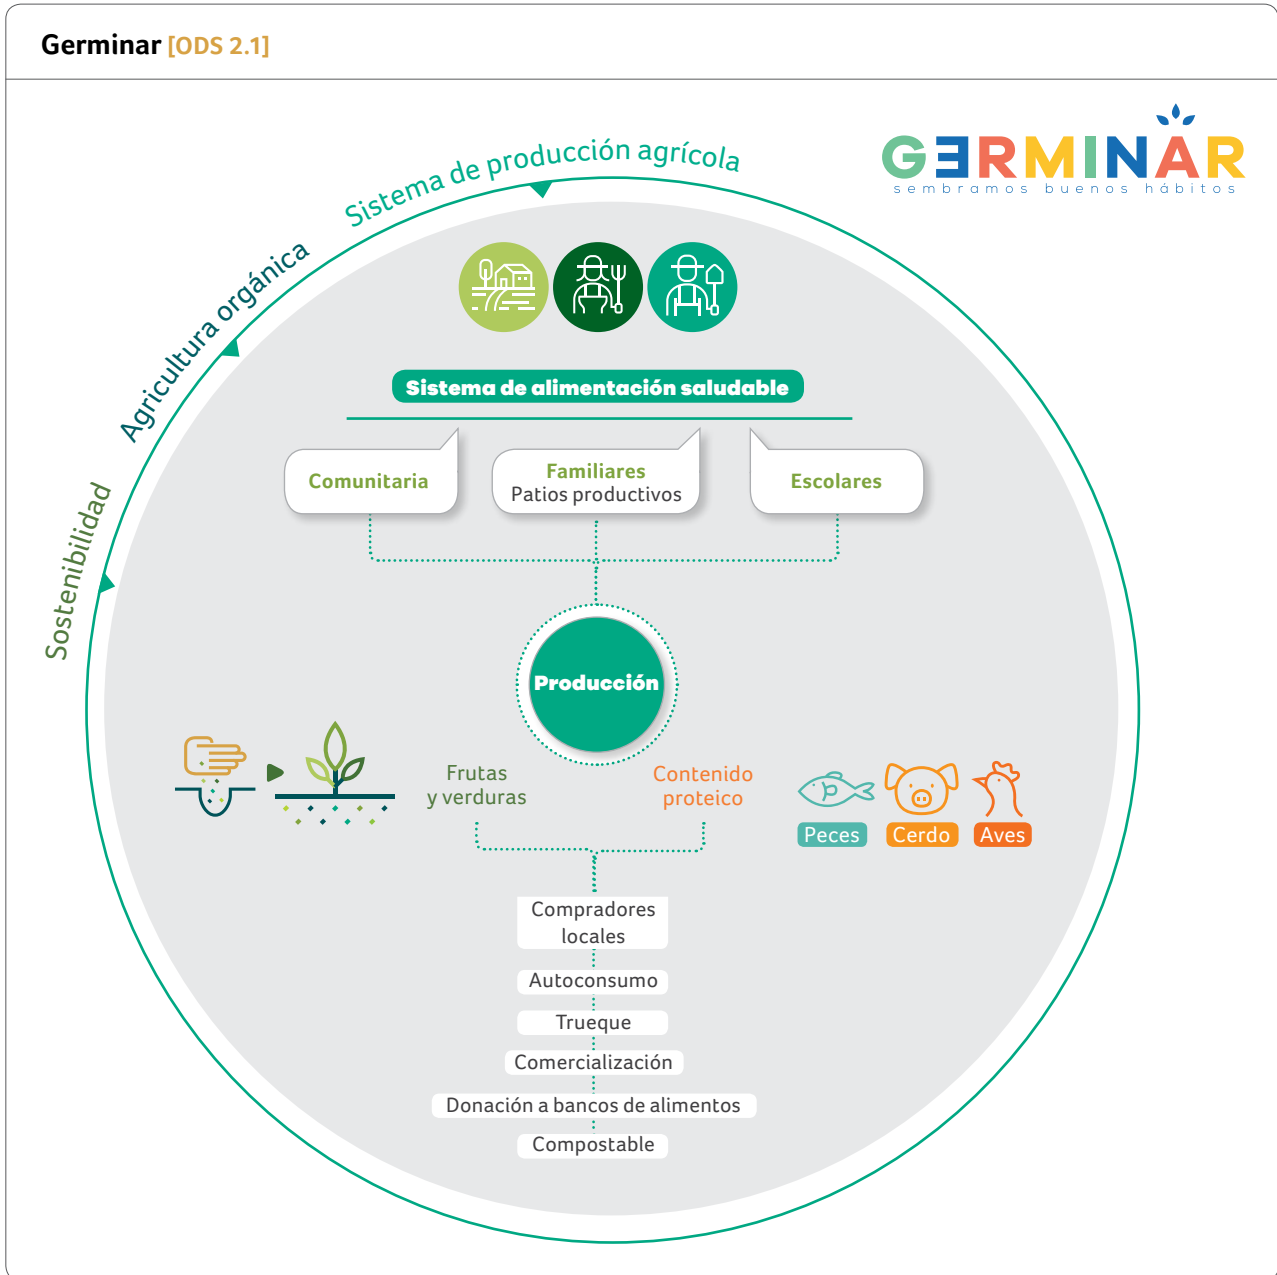 Germinar [ODS 2.1]
GERMINAR
sembramos buenos hábitos
Sistema de producción agrícola
Agricultura orgánica
Sostenibilidad
Sistema de alimentación saludable
Comunitaria
Familiares
Patios productivos
Escolares
Producción
Frutas
y verduras
Contenido
proteico
Peces
Cerdo
Aves
Compradores
locales
Autoconsumo
Trueque
Comercialización
Donación a bancos de alimentos
Compostable